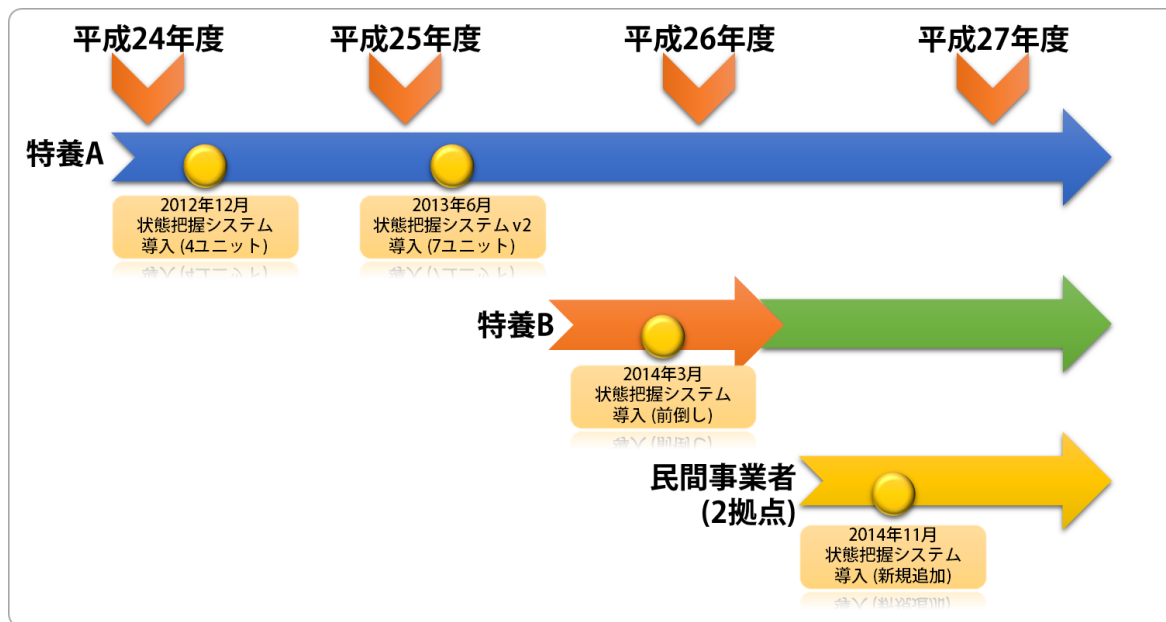 平成24年度
平成25年度
平成26年度
平成27年度
特養A
2012年12月
状態把握システム
導入 (4ユニット)
2013年6月
状態把握システム v2
導入 (7ユニット)
特養B
2014年3月
状態把握システム
導入 (前倒し)
民間事業者
(2拠点)
2014年11月
状態把握システム
導入 (新規追加)